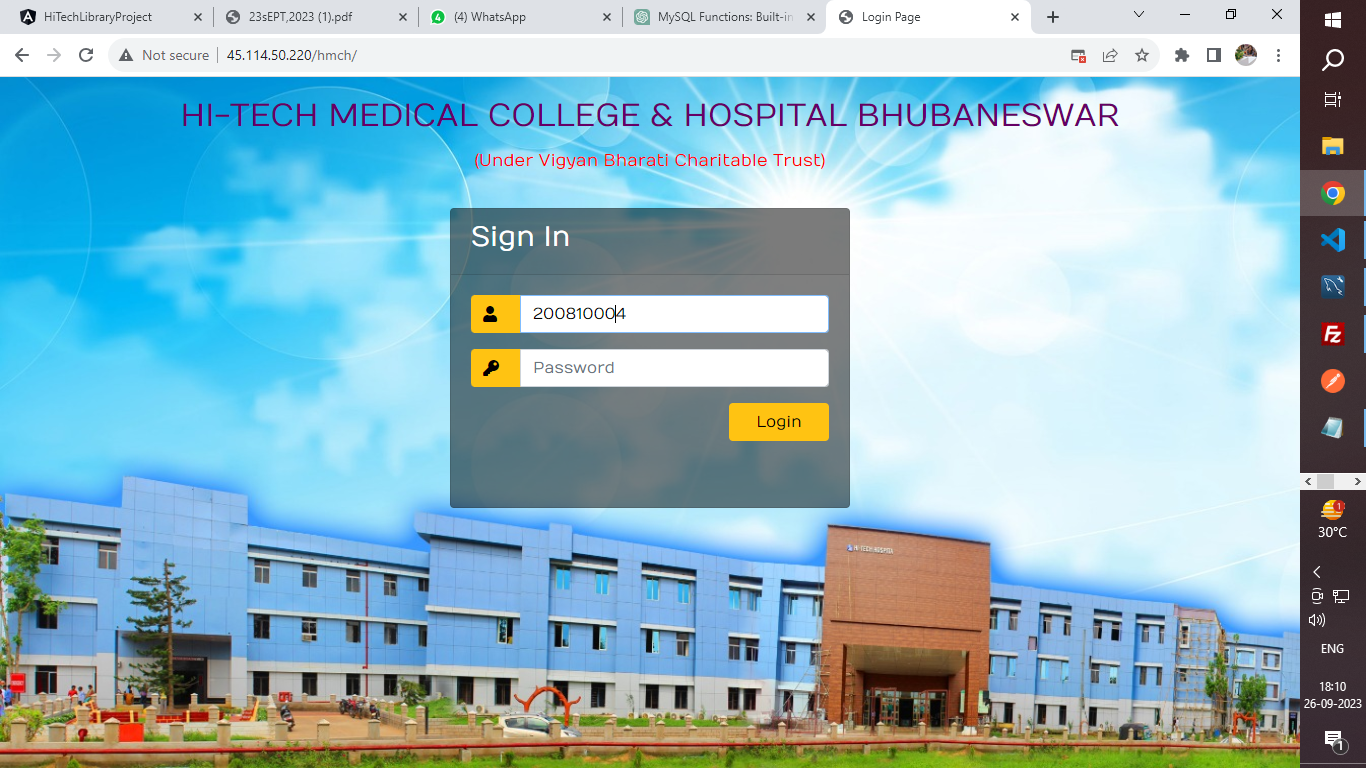 HiTechLibraryProject
23sEPT,2023 (1).pdf
(4) WhatsApp
MySQL Functions: Built-in
Login Page
Not secure
45.114.50.220/hmch/
HI-TECH MEDICAL COLLEGE & HOSPITAL BHUBANESWAR
(Under Vigyan Bharati Charitable Trust)
Sign In
200810004
Password
Login
HI-TECH HOSPITAL
30°C
ENG
18:10
26-09-2023
1